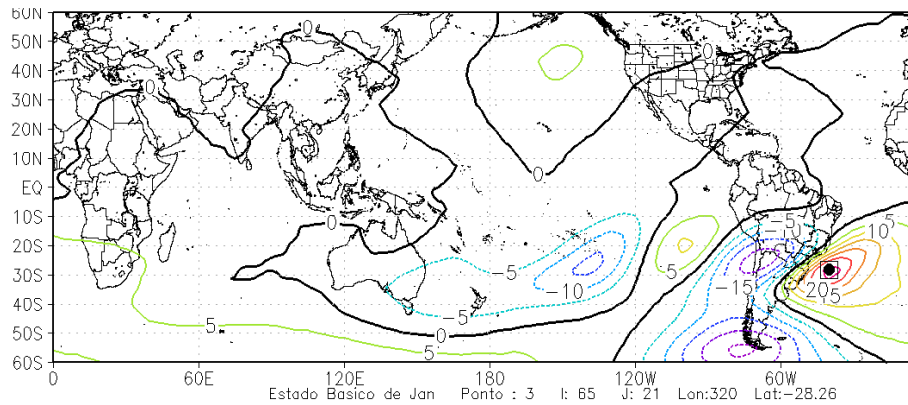 60N
50N
40N
30N
20N
10N
EQ
10S
20S
30S
40S
50S
60S
0 60E 120E 180 120W 60W
0
0
0
0
0
0
0
5
5
5
-5
-5
-10
-5
-15
10
20
Estado Basico de Jan Ponto : 3 I: 65 J: 21 Lon:320 Lat:-28.26